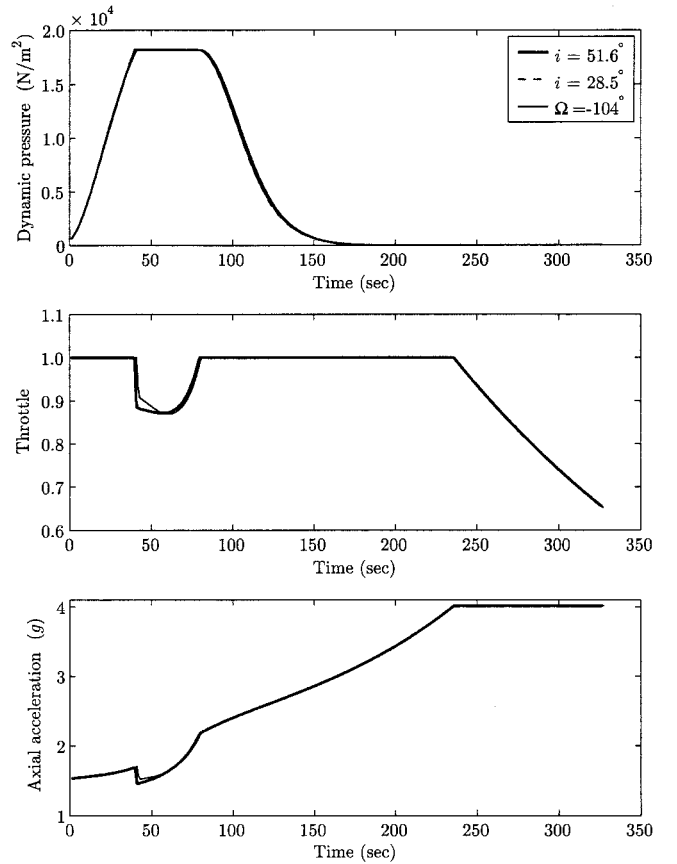 × 10⁴
2.0
1.5
1.0
0.5
0
Dynamic pressure (N/m²)
i = 51.6°
i = 28.5°
Ω =-104°
0 50 100 150 200 250 300 350
Time (sec)
1.1
1.0
0.9
0.8
0.7
0.6
Throttle
0 50 100 150 200 250 300 350
Time (sec)
4
3
2
1
Axial acceleration (g)
0 50 100 150 200 250 300 350
Time (sec)